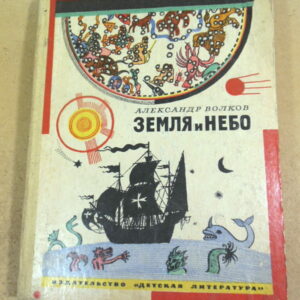 АЛЕКСАНДР ВОЛКОВ
ЗЕМЛЯ и НЕБО
ИЗДАТЕЛЬСТВО «ДЕТСКАЯ ЛИТЕРАТУРА»